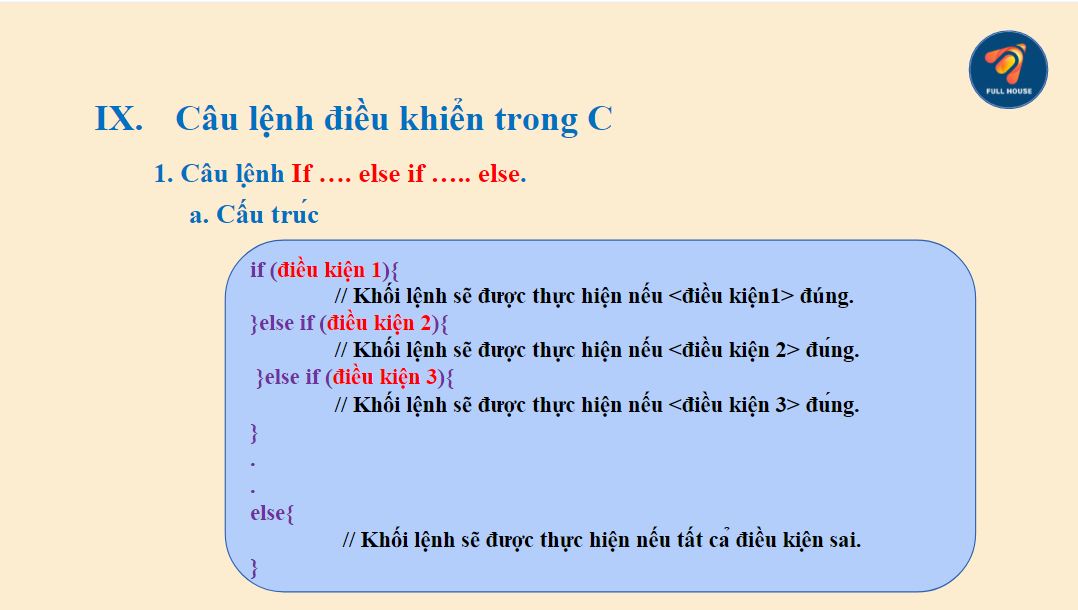 FULL HOUSE
IX. Câu lệnh điều khiển trong C
1. Câu lệnh If …. else if ….. else.
a. Cấu trúc
if (điều kiện 1){
// Khối lệnh sẽ được thực hiện nếu <điều kiện1> đúng.
}else if (điều kiện 2){
// Khối lệnh sẽ được thực hiện nếu <điều kiện 2> đúng.
}else if (điều kiện 3){
// Khối lệnh sẽ được thực hiện nếu <điều kiện 3> đúng.
}
.
.
else{
// Khối lệnh sẽ được thực hiện nếu tất cả điều kiện sai.
}